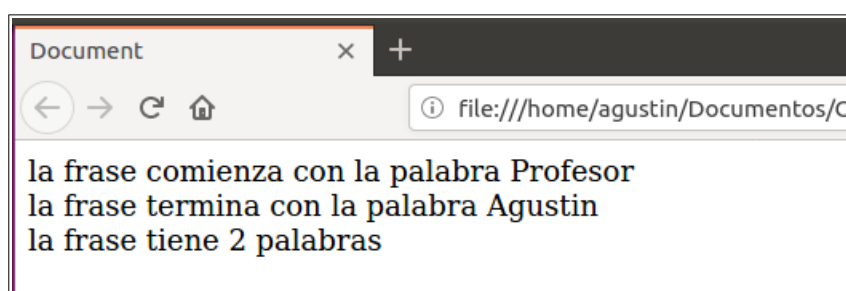 Document
file:///home/agustin/Documentos/C
la frase comienza con la palabra Profesor
la frase termina con la palabra Agustin
la frase tiene 2 palabras